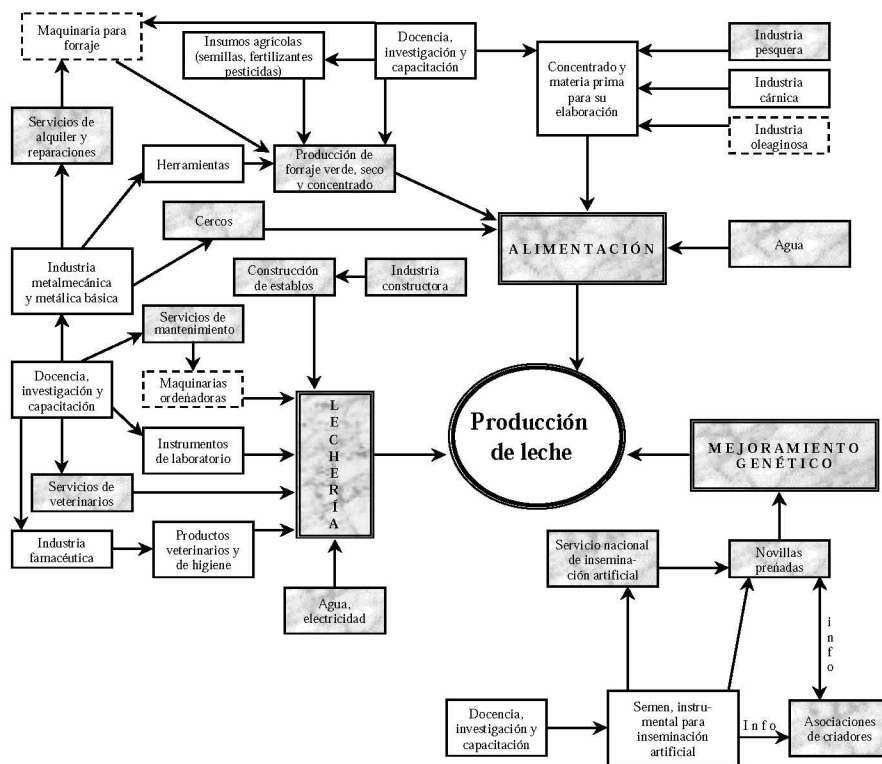 Maquinaria para
forraje
Insumos agrícolas
(semillas, fertilizantes
pesticidas)
Docencia,
investigación y
capacitación
Concentrado y
materia prima
para su
elaboración
Industria
pesquera
Industria
cárnica
Industria
oleaginosa
Servicios de
alquiler y
reparaciones
Herramientas
Producción de
forraje verde, seco
y concentrado
Cercos
ALIMENTACIÓN
Agua
Industria
metalmecánica
y metálica básica
Construcción
de establos
Industria
constructora
Servicios de
mantenimiento
Docencia,
investigación y
capacitación
Maquinarias
ordeñadoras
LECHERÍA
Producción
de leche
Instrumentos
de laboratorio
MEJORAMIENTO
GENÉTICO
Servicios de
veterinarios
Industria
famacéutica
Productos
veterinarios y
de higiene
Servicio nacional
de insemina-
ción artificial
Novillas
preñadas
Agua,
electricidad
info
Docencia,
investigación y
capacitación
Semen, instru-
mental para
inseminación
artificial
Info
Asociaciones
de criadores